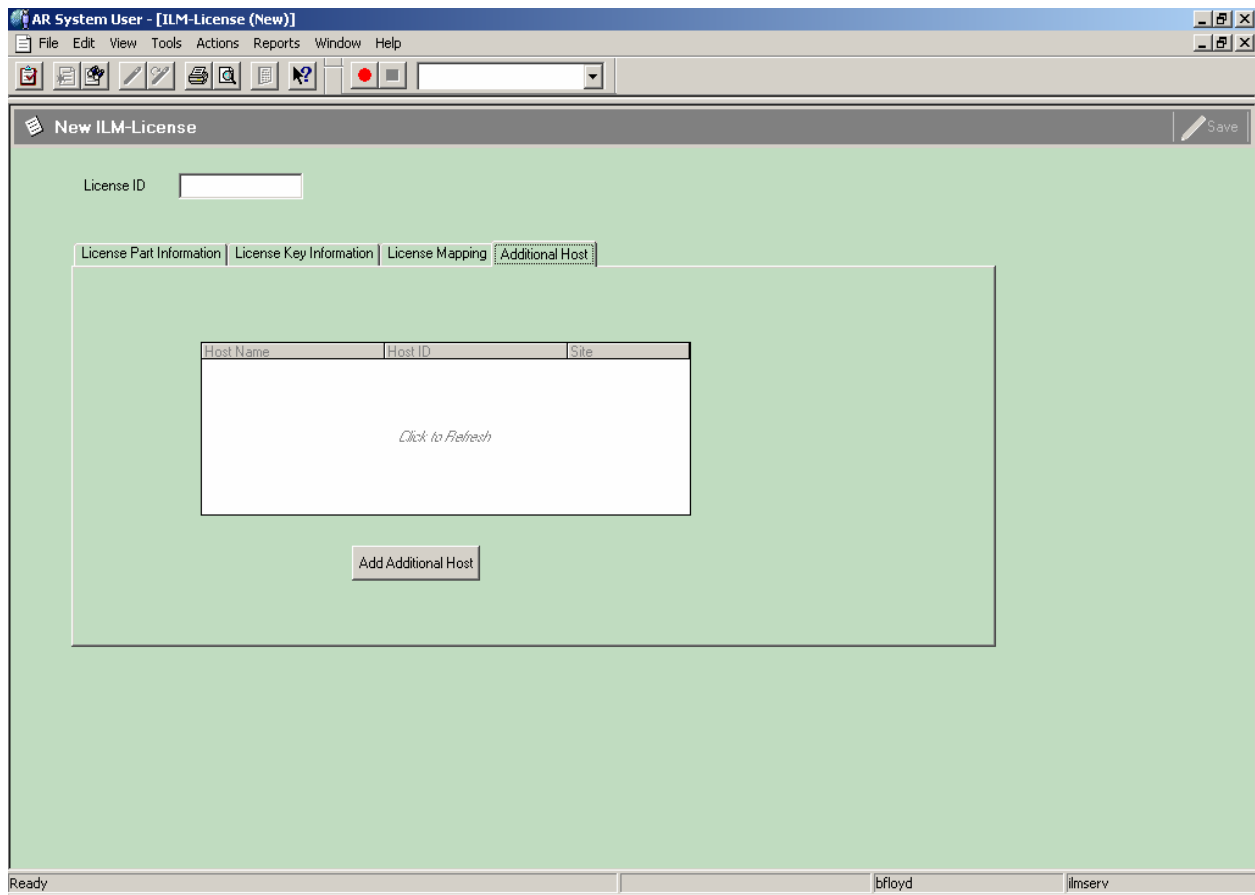 AR System User - [ILM-License (New)]
File Edit View Tools Actions Reports Window Help
New ILM-License
Save
License ID
License Part Information License Key Information License Mapping Additional Host
Host Name Host ID Site
Click to Refresh
Add Additional Host
Ready bfloyd ilmserv